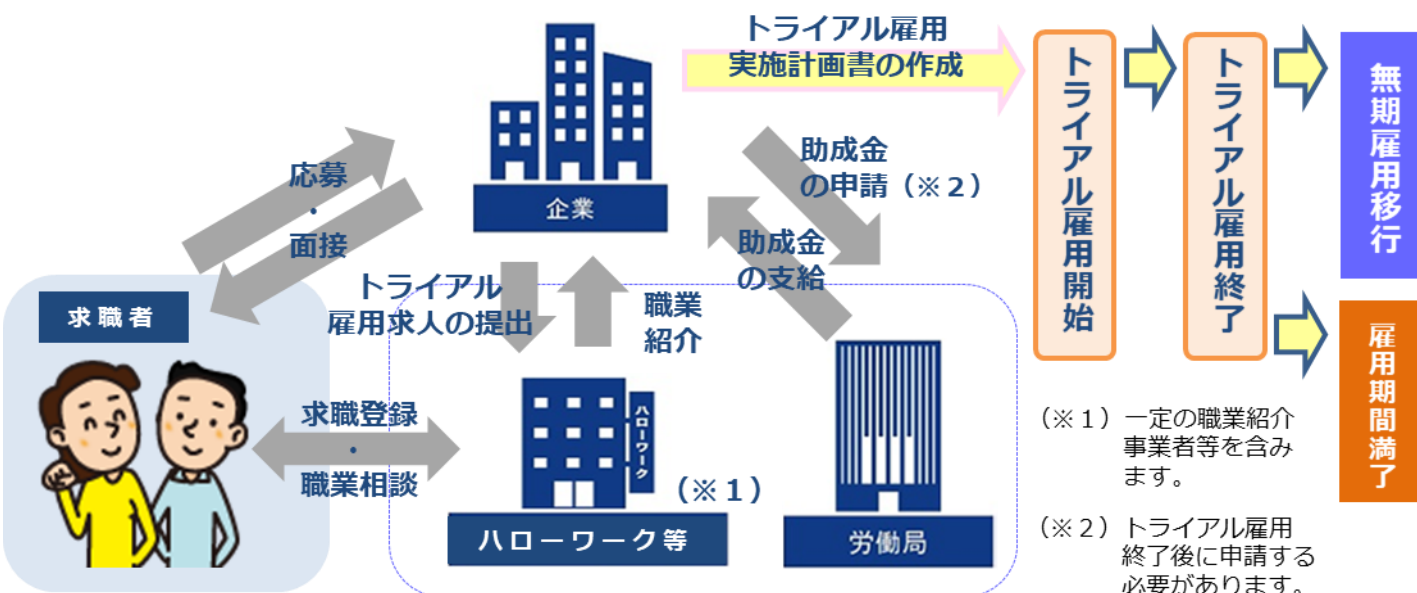 トライアル雇用
実施計画書の作成
トライアル雇用開始
トライアル雇用終了
無期雇用移行
雇用期間満了
企業
応募
・
面接
助成金
の申請（※２）
助成金
の支給
トライアル
雇用求人の提出
職業
紹介
求職者
求職登録
・
職業相談
ハローワーク
（※１）
ハローワーク等
労働局
（※１）一定の職業紹介
事業者等を含み
ます。
（※２）トライアル雇用
終了後に申請する
必要があります。